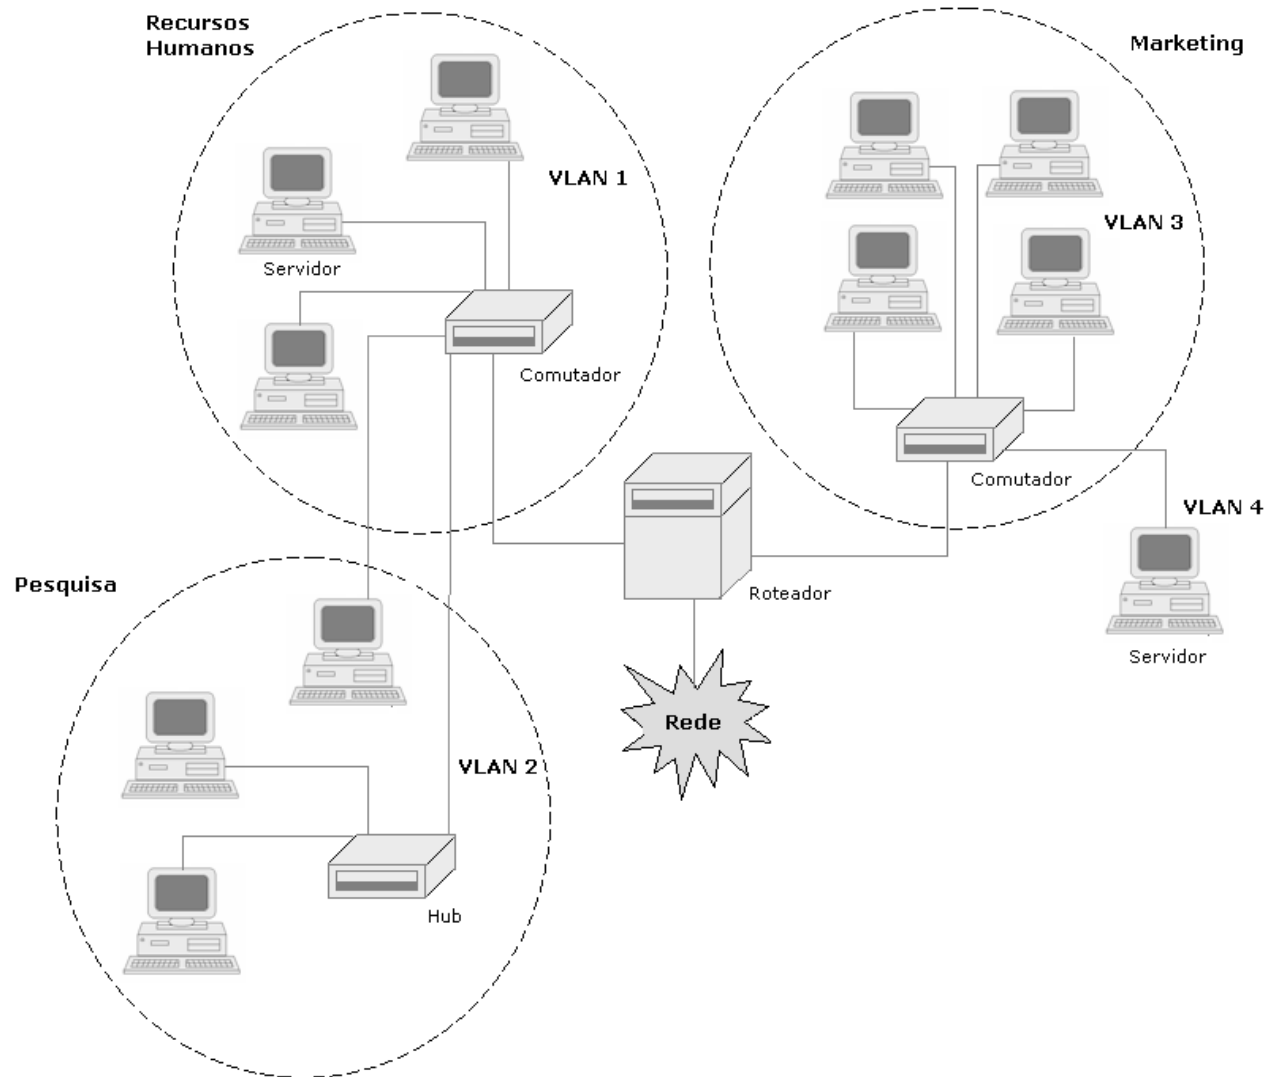 Recursos
Humanos
Marketing
VLAN 1
VLAN 3
Servidor
Comutador
Comutador
VLAN 4
Pesquisa
Roteador
Servidor
Rede
VLAN 2
Hub